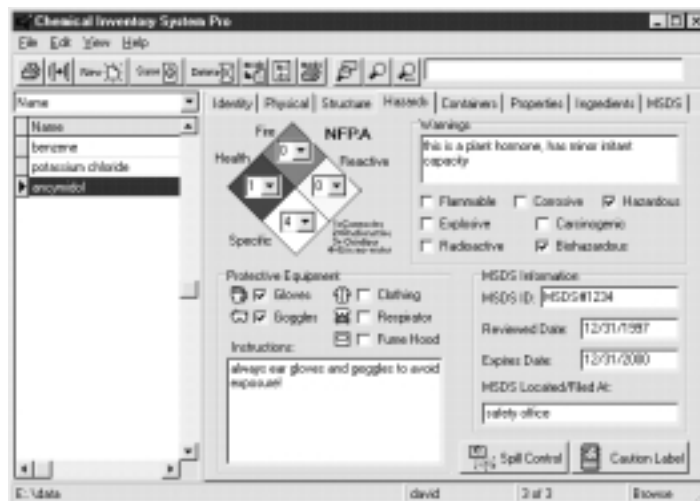 Chemical Inventory System Pro
File Edit View Help
New Save Delete
Name
Name
benzene
potassium chloride
ancymidol
Identity Physical Structure Hazards Containers Properties Ingredients MSDS
Fire NFPA
0
Health Reactive
1 0
4
Specific
Warnings
this is a plant hormone, has minor irritant
capacity
Flammable Corrosive Hazardous
Explosive Carcinogenic
Radioactive Biohazardous
Protective Equipment
Gloves Clothing
Goggles Respirator
Fume Hood
Instructions:
always ear gloves and goggles to avoid
exposure!
MSDS Information
MSDS ID: MSDS#1234
Reviewed Date: 12/31/1997
Expires Date: 12/31/2000
MSDS Located/Filed At:
safety office
Spill Control Caution Label
E:\data david 3 of 3 Browse